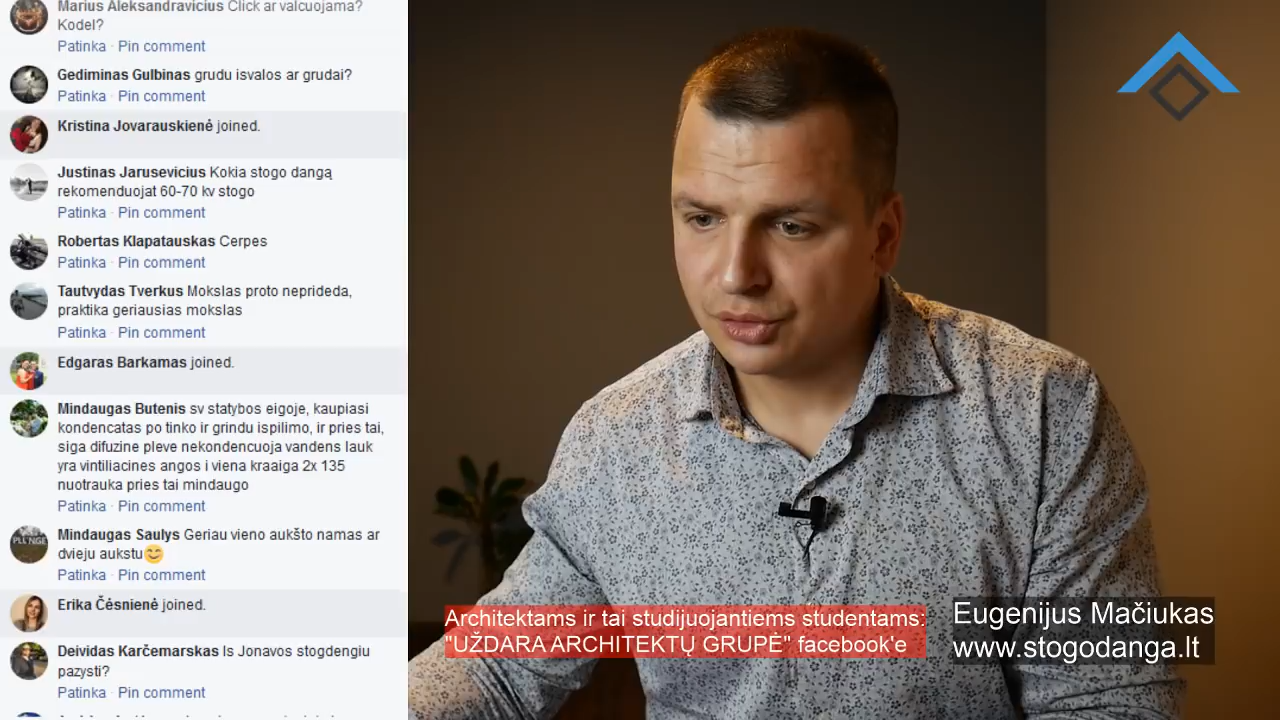 Marius Aleksandravicius Click ar valcuojama?
Kodel?
Patinka · Pin comment
Gediminas Gulbinas grudu isvalos ar grudai?
Patinka · Pin comment
Kristina Jovarauskienė joined.
Justinas Jarusevicius Kokia stogo dangą
rekomenduojat 60-70 kv stogo
Patinka · Pin comment
Robertas Klapatauskas Cerpes
Patinka · Pin comment
Tautvydas Tverkus Mokslas proto neprideda,
praktika geriausias mokslas
Patinka · Pin comment
Edgaras Barkamas joined.
Mindaugas Butenis sv statybos eigoje, kaupiasi
kondencatas po tinko ir grindu ispilimo, ir pries tai,
siga difuzine pleve nekondencuoja vandens lauk
yra vintiliacines angos i viena kraaiga 2x 135
nuotrauka pries tai mindaugo
Patinka · Pin comment
Mindaugas Saulys Geriau vieno aukšto namas ar
dvieju aukstu😊
Patinka · Pin comment
Erika Čėsnienė joined.
Deividas Karčemarskas Is Jonavos stogdengiu
pazysti?
Patinka · Pin comment
Architektams ir tai studijuojantiems studentams:
"UŽDARA ARCHITEKTŲ GRUPĖ" facebook'e
Eugenijus Mačiukas
www.stogodanga.lt